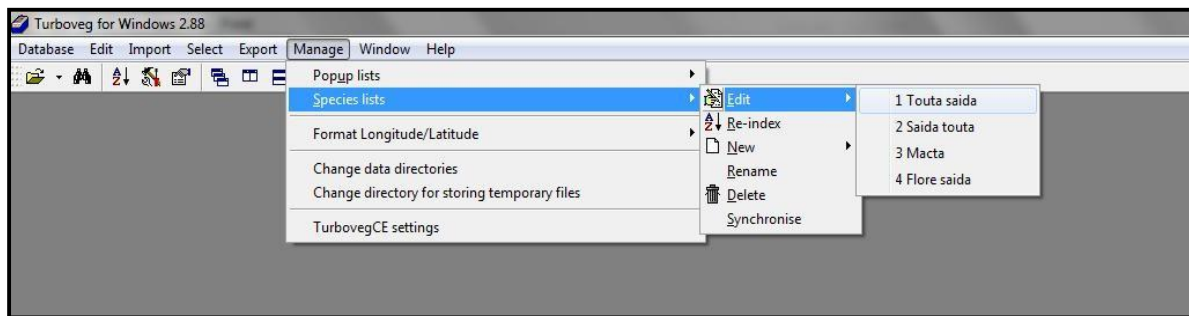 Turboveg for Windows 2.88
Database Edit Import Select Export Manage Window Help
Popup lists
Species lists
Format Longitude/Latitude
Change data directories
Change directory for storing temporary files
TurbovegCE settings
Edit
Re-index
New
Rename
Delete
Synchronise
1 Touta saida
2 Saida touta
3 Macta
4 Flore saida